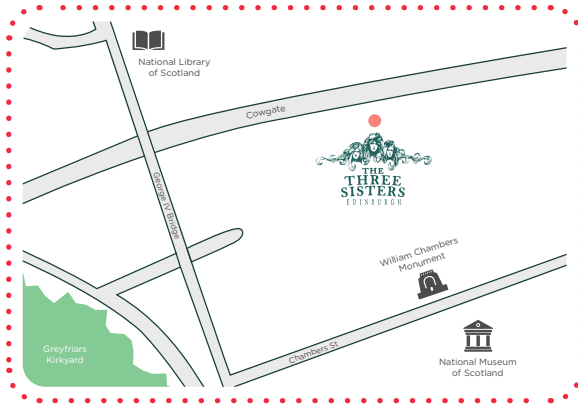 National Library
of Scotland
Cowgate
THE
THREE
SISTERS
EDINBURGH
George IV Bridge
William Chambers
Monument
Chambers St
Greyfriars
Kirkyard
National Museum
of Scotland